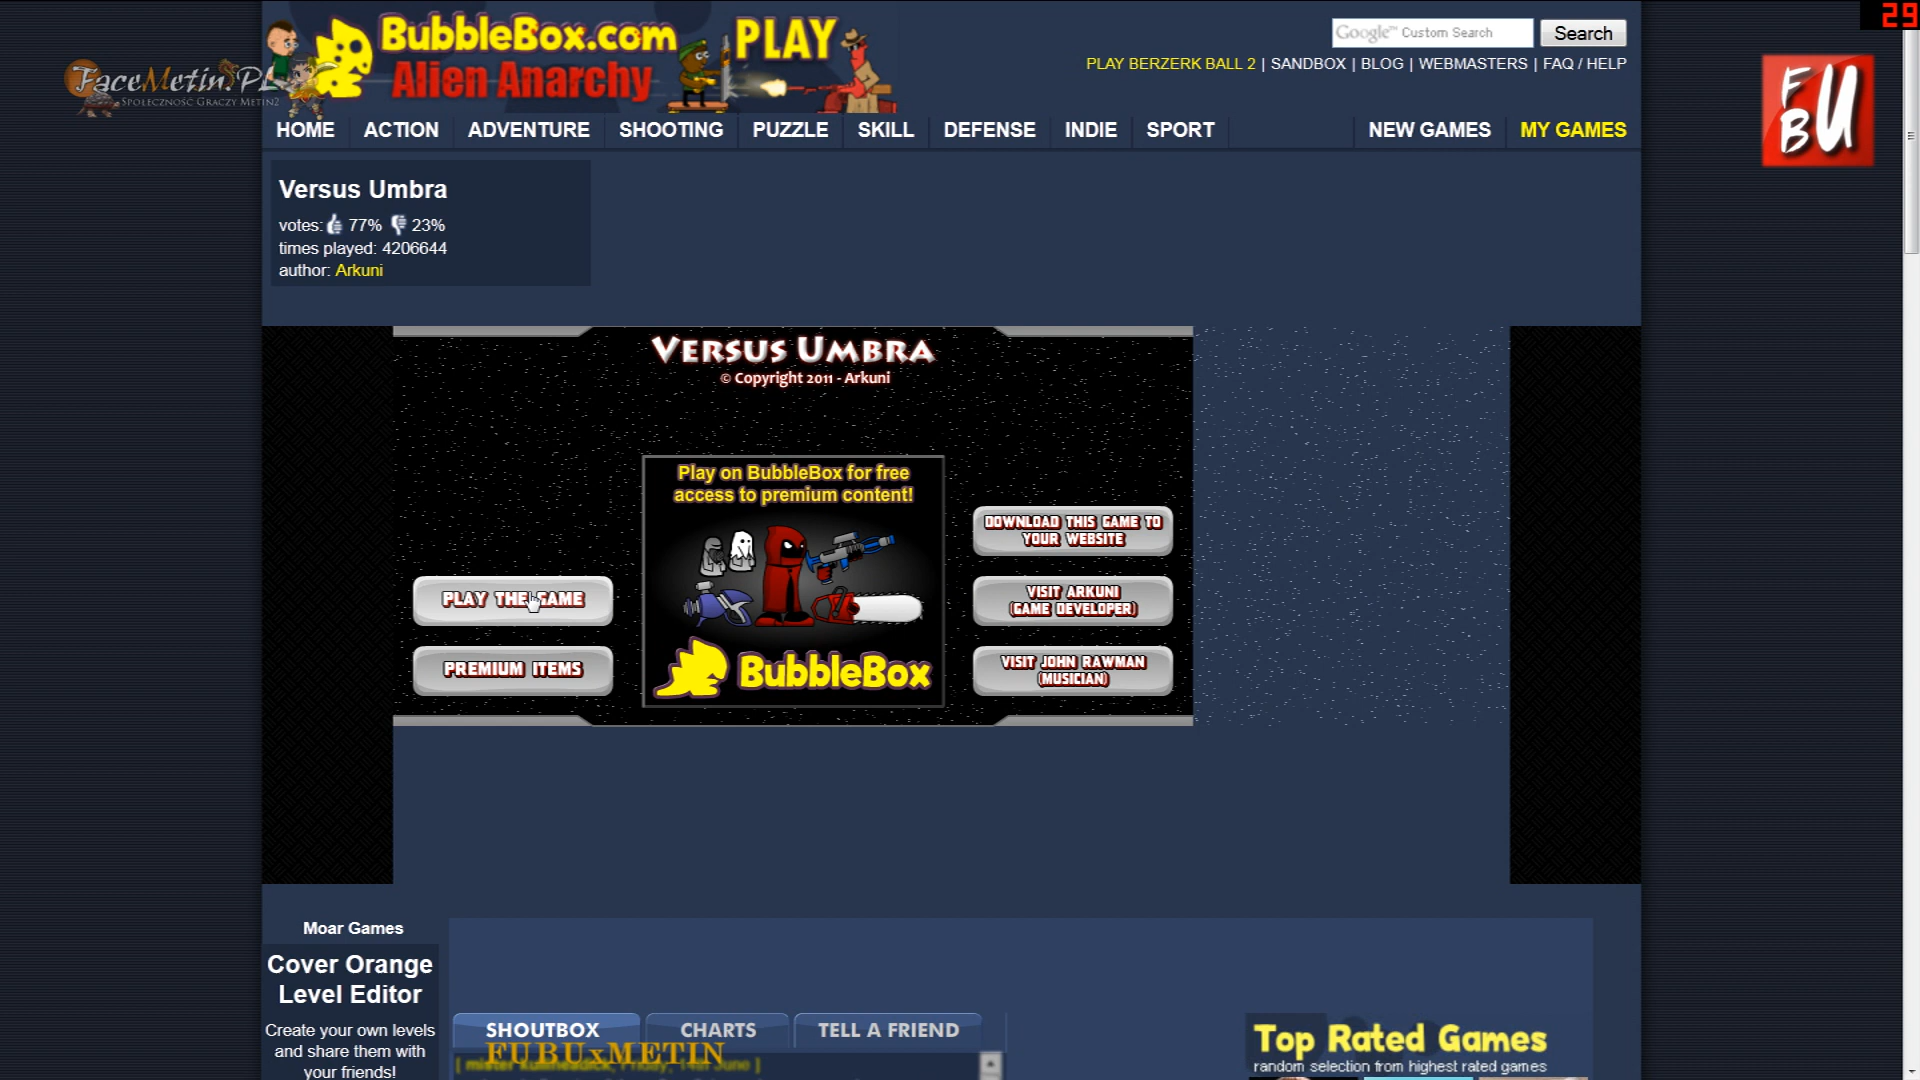 29
FaceMetin.PL
SPOŁECZNOŚĆ GRACZY METIN2
BubbleBox.com
Alien Anarchy
PLAY
Google™ Custom Search
Search
PLAY BERZERK BALL 2 | SANDBOX | BLOG | WEBMASTERS | FAQ / HELP
FUBU
HOME
ACTION
ADVENTURE
SHOOTING
PUZZLE
SKILL
DEFENSE
INDIE
SPORT
NEW GAMES
MY GAMES
Versus Umbra
votes: 77% 23%
times played: 4206644
author: Arkuni
VERSUS UMBRA
© Copyright 2011 - Arkuni
Play on BubbleBox for free
access to premium content!
BubbleBox
PLAY THE GAME
PREMIUM ITEMS
DOWNLOAD THIS GAME TO
YOUR WEBSITE
VISIT ARKUNI
(GAME DEVELOPER)
VISIT JOHN RAWMAN
(MUSICIAN)
Moar Games
Cover Orange
Level Editor
Create your own levels
and share them with
your friends!
SHOUTBOX
CHARTS
TELL A FRIEND
FUBUxMETIN
Top Rated Games
random selection from highest rated games